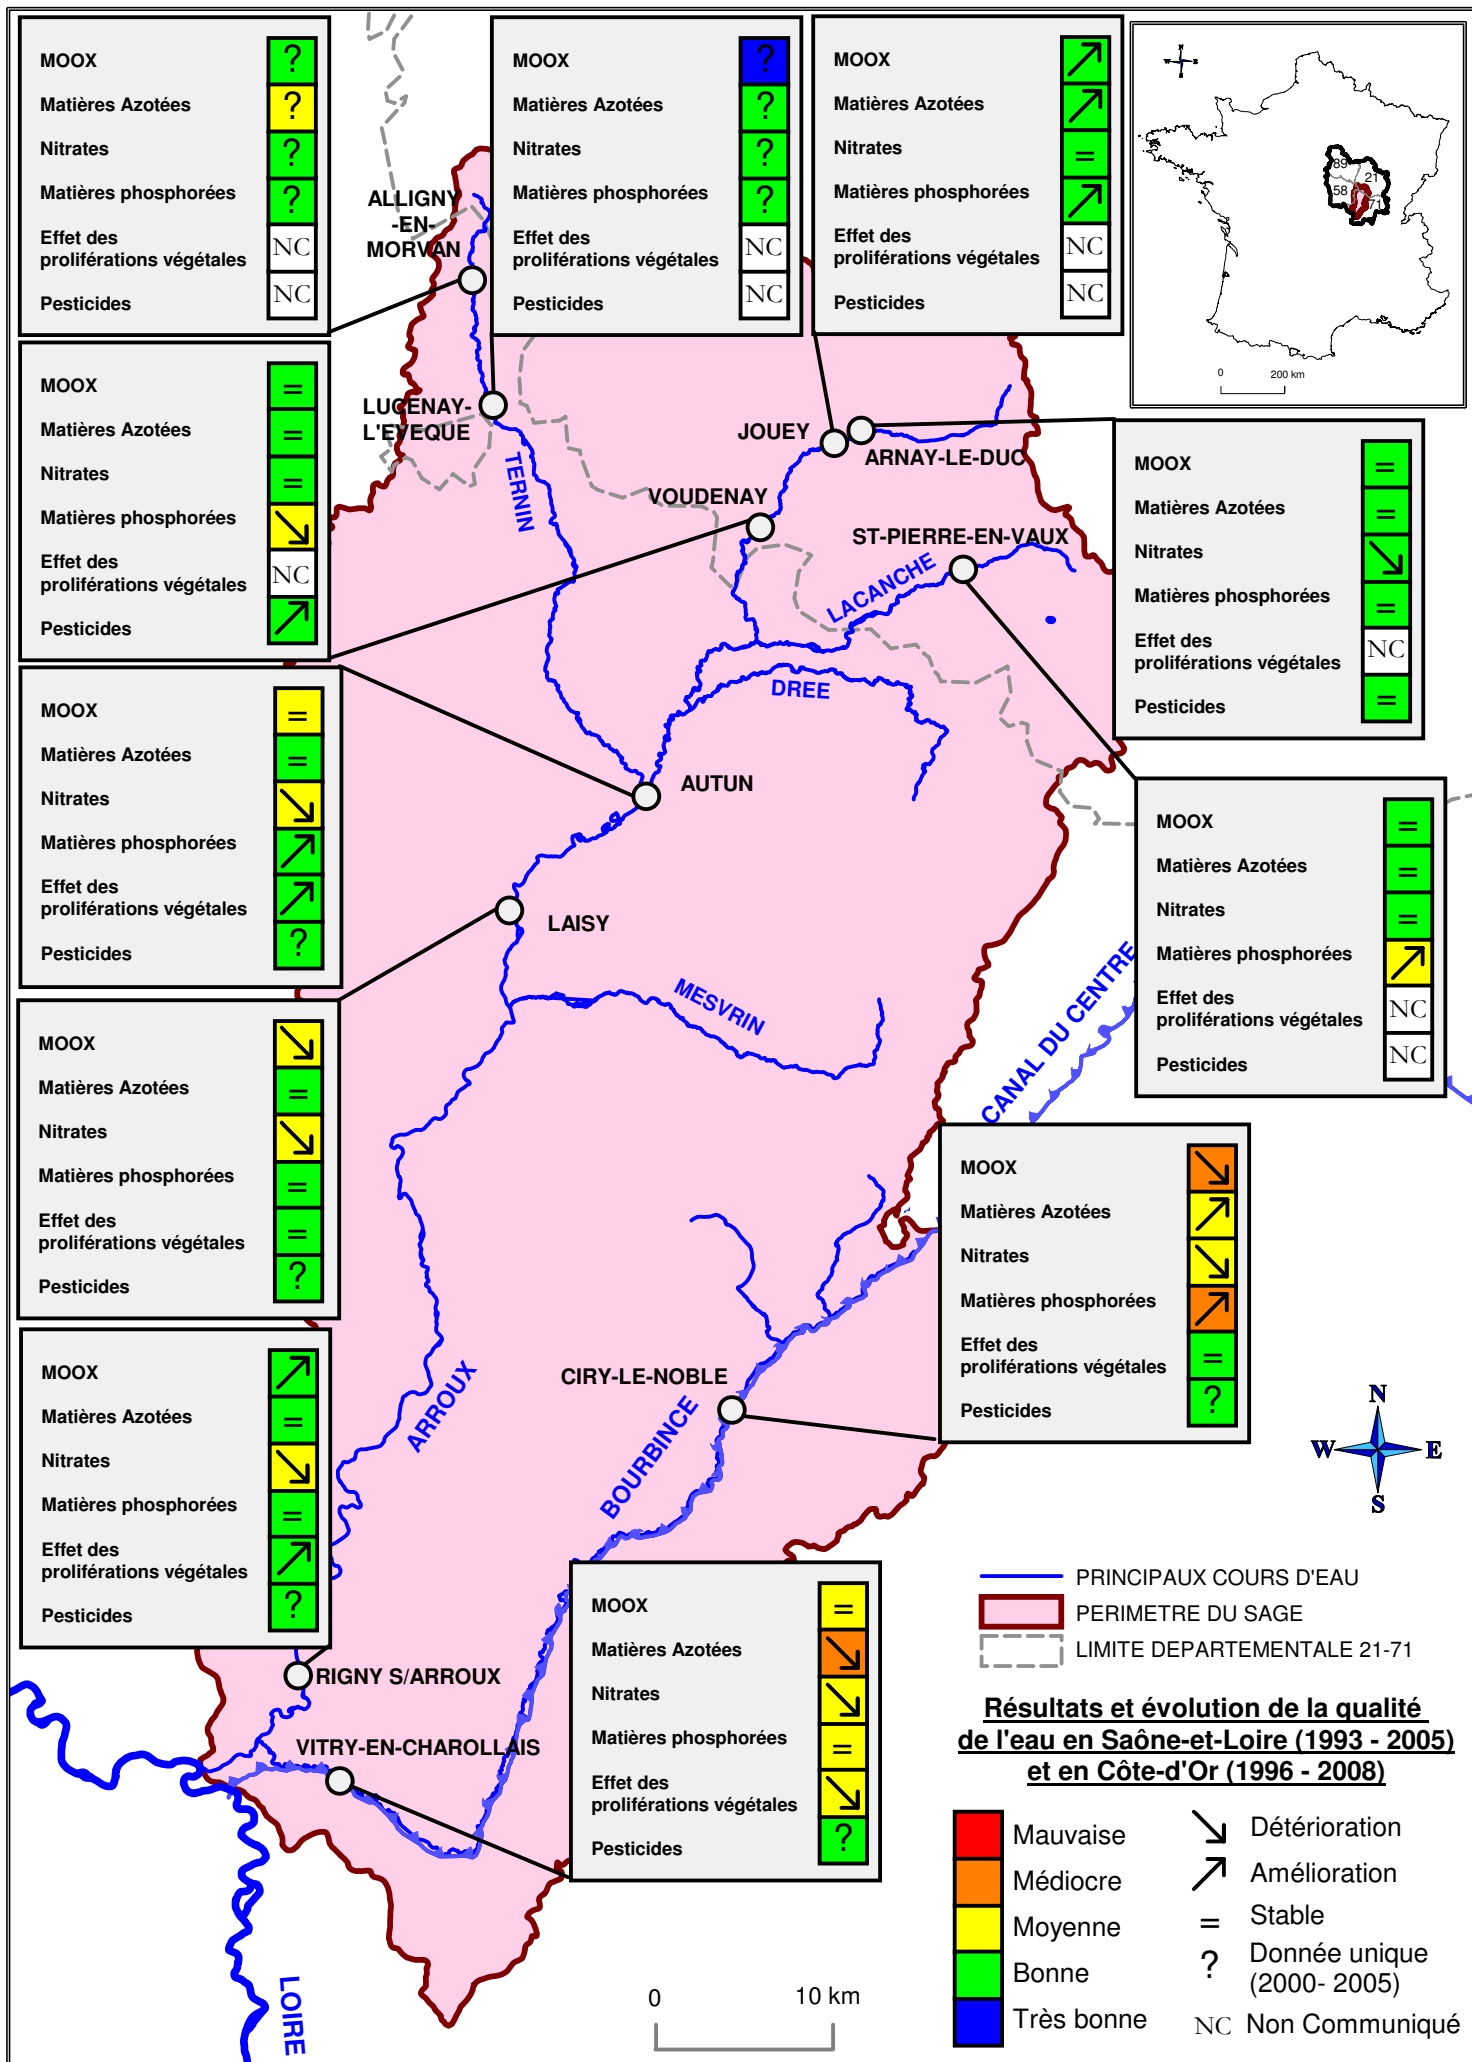 MOOX ?
Matières Azotées ?
Nitrates ?
Matières phosphorées ?
Effet des
proliférations végétales NC
Pesticides NC
MOOX ?
Matières Azotées ?
Nitrates ?
Matières phosphorées ?
Effet des
proliférations végétales NC
Pesticides NC
MOOX
Matières Azotées
Nitrates =
Matières phosphorées
Effet des
proliférations végétales NC
Pesticides NC
N
W E
S
89
21
58
71
0 200 km
ALLIGNY
-EN-
MORVAN
MOOX =
Matières Azotées =
Nitrates =
Matières phosphorées
Effet des
proliférations végétales NC
Pesticides
LUCENAY-
L'EVEQUE
TERNIN
JOUEY
ARNAY-LE-DUC
VOUDENAY
ST-PIERRE-EN-VAUX
LACANCHE
DREE
MOOX =
Matières Azotées =
Nitrates
Matières phosphorées =
Effet des
proliférations végétales NC
Pesticides =
MOOX =
Matières Azotées =
Nitrates
Matières phosphorées
Effet des
proliférations végétales
Pesticides ?
AUTUN
LAISY
MESVRIN
CANAL DU CENTRE
MOOX =
Matières Azotées =
Nitrates =
Matières phosphorées
Effet des
proliférations végétales NC
Pesticides NC
MOOX
Matières Azotées =
Nitrates
Matières phosphorées =
Effet des
proliférations végétales =
Pesticides ?
MOOX
Matières Azotées
Nitrates
Matières phosphorées
Effet des
proliférations végétales =
Pesticides ?
MOOX
Matières Azotées =
Nitrates
Matières phosphorées =
Effet des
proliférations végétales
Pesticides ?
ARROUX
CIRY-LE-NOBLE
BOURBINCE
N
W E
S
MOOX =
Matières Azotées
Nitrates
Matières phosphorées =
Effet des
proliférations végétales
Pesticides ?
RIGNY S/ARROUX
VITRY-EN-CHAROLLAIS
LOIRE
0 10 km
PRINCIPAUX COURS D'EAU
PERIMETRE DU SAGE
LIMITE DEPARTEMENTALE 21-71
Résultats et évolution de la qualité
de l'eau en Saône-et-Loire (1993 - 2005)
et en Côte-d'Or (1996 - 2008)
Mauvaise
Médiocre
Moyenne
Bonne
Très bonne
Détérioration
Amélioration
= Stable
? Donnée unique
(2000- 2005)
NC Non Communiqué